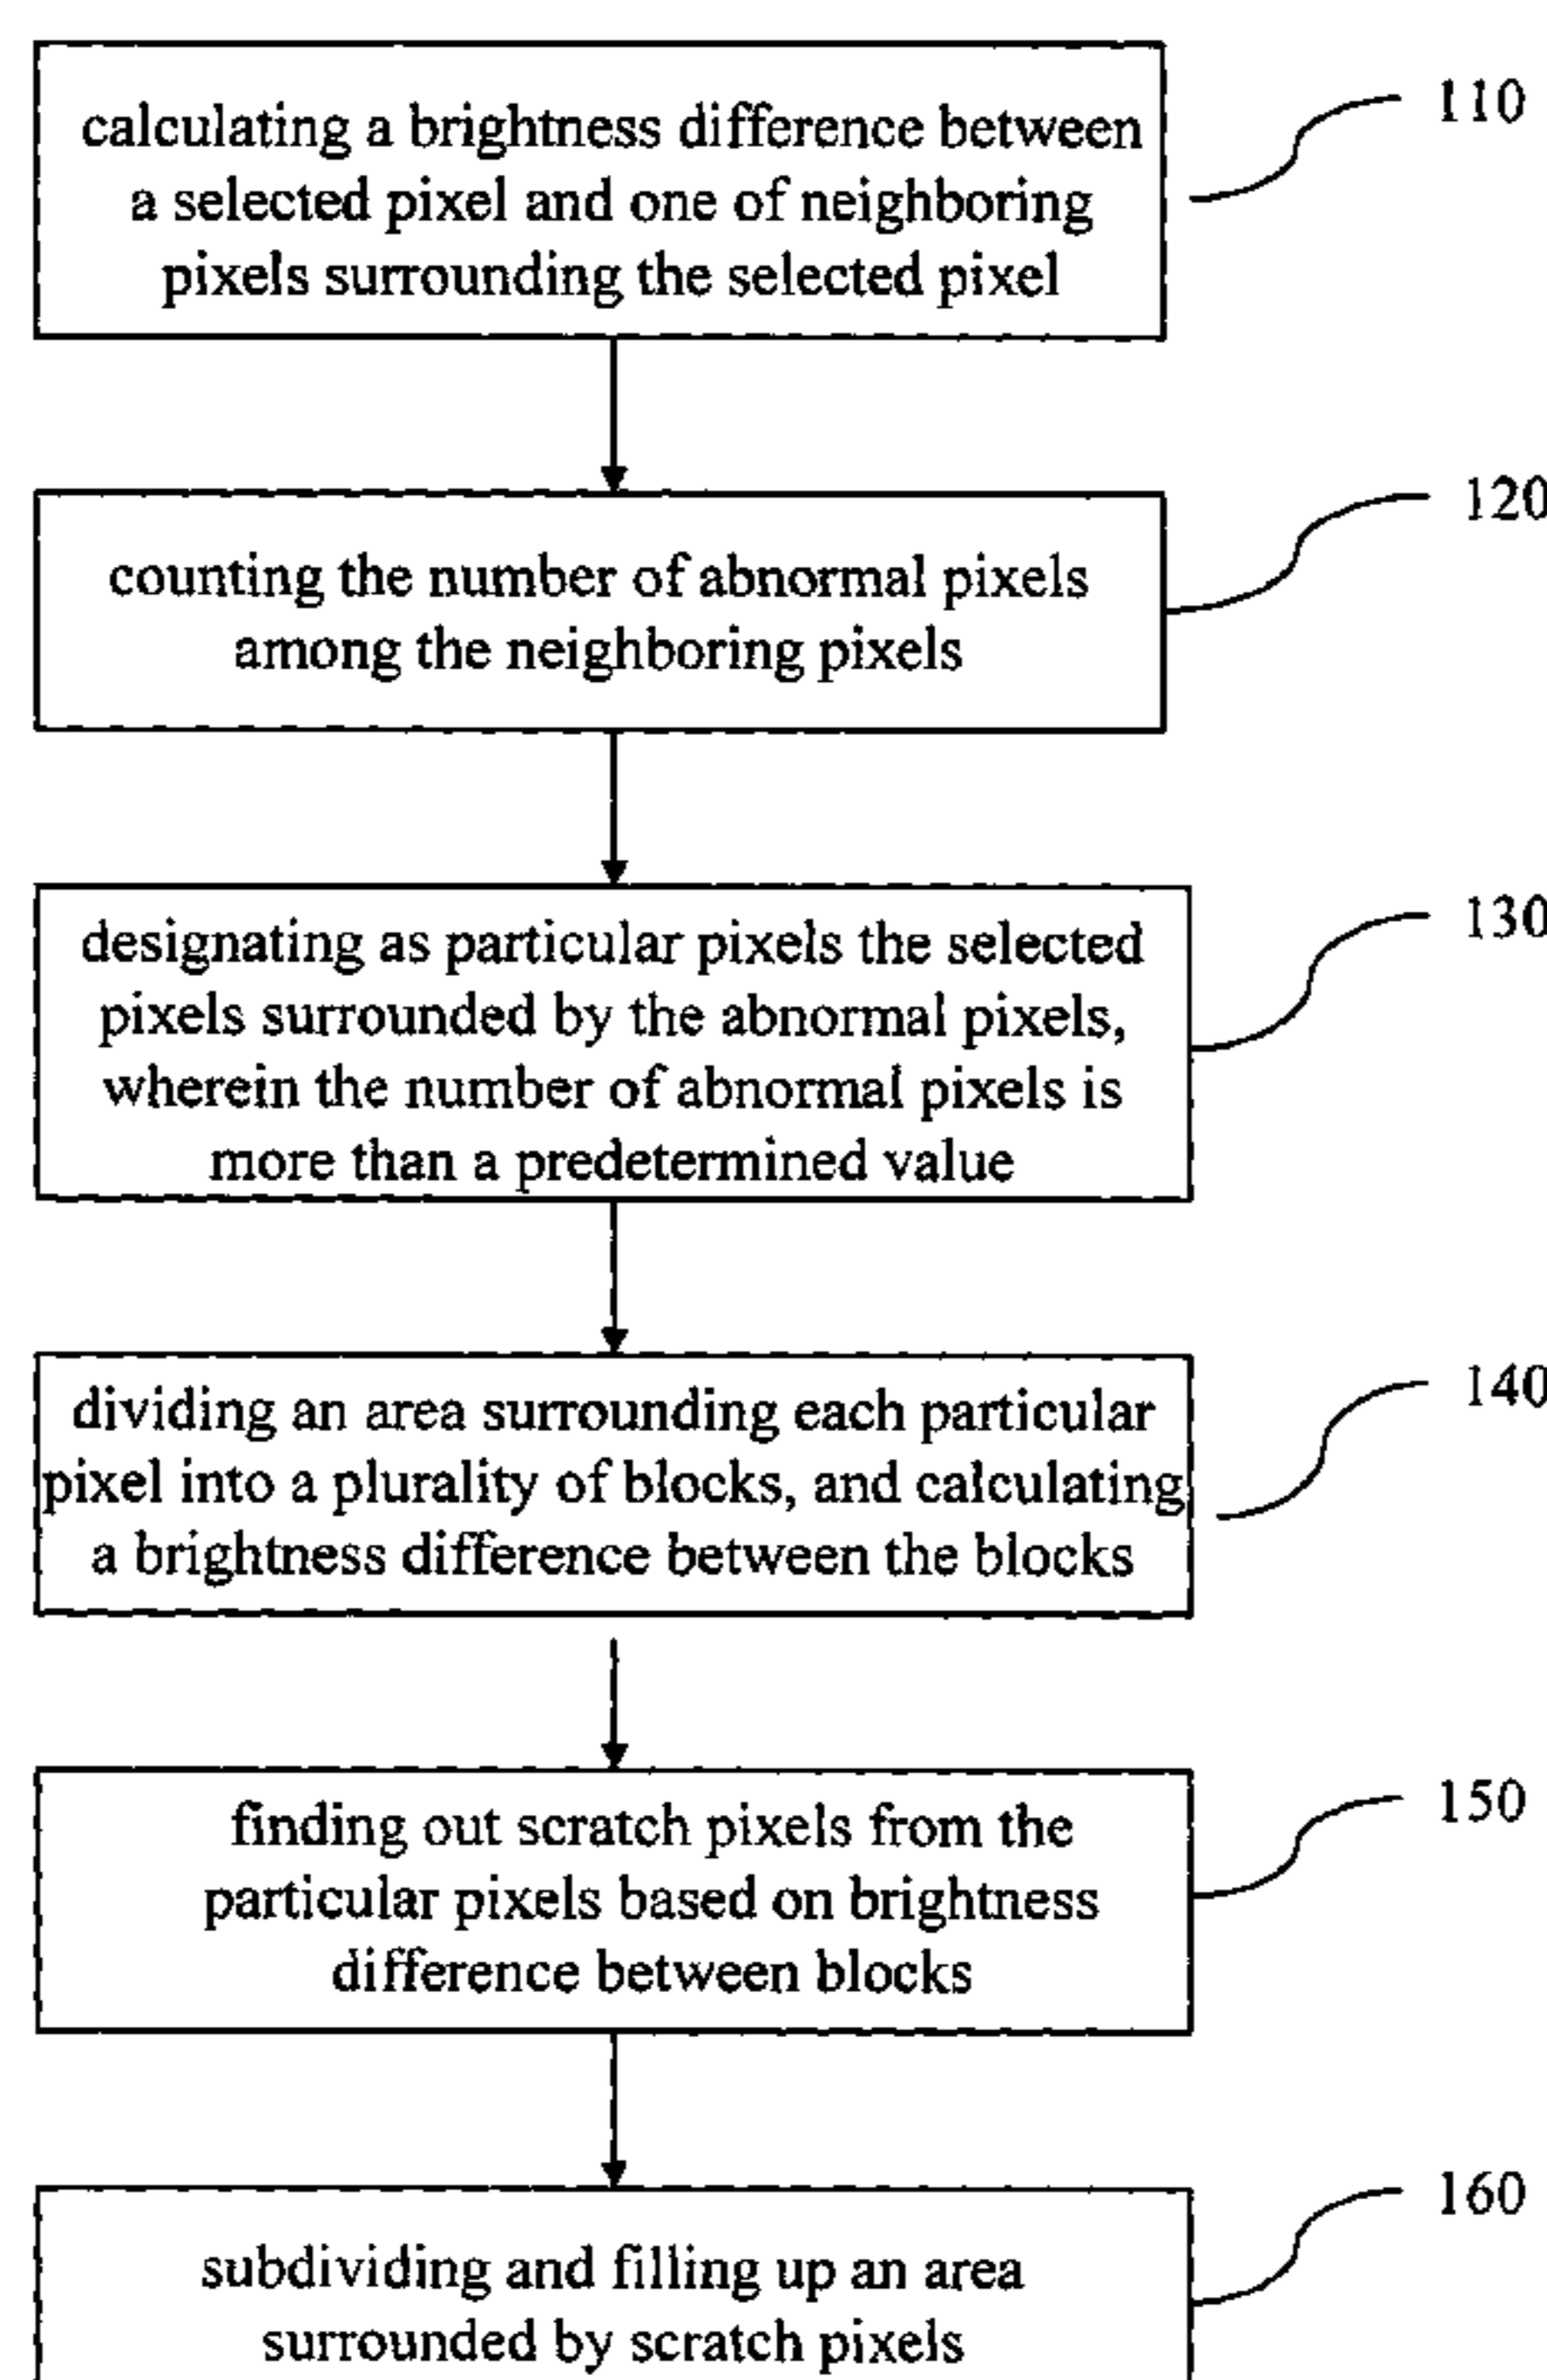 calculating a brightness difference between
a selected pixel and one of neighboring
pixels surrounding the selected pixel
110
counting the number of abnormal pixels
among the neighboring pixels
120
designating as particular pixels the selected
pixels surrounded by the abnormal pixels,
wherein the number of abnormal pixels is
more than a predetermined value
130
dividing an area surrounding each particular
pixel into a plurality of blocks, and calculating
a brightness difference between the blocks
140
finding out scratch pixels from the
particular pixels based on brightness
difference between blocks
150
subdividing and filling up an area
surrounded by scratch pixels
160